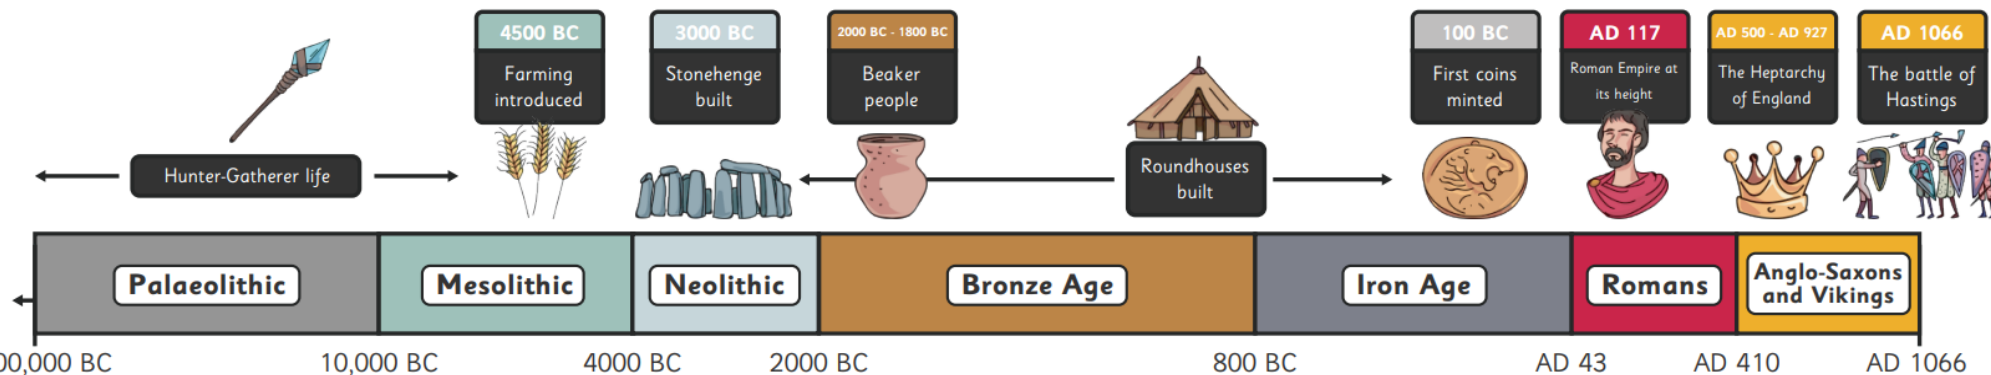 4500 BC
Farming
introduced
3000 BC
Stonehenge
built
2000 BC - 1800 BC
Beaker
people
100 BC
First coins
minted
AD 117
Roman Empire at
its height
AD 500 - AD 927
The Heptarchy
of England
AD 1066
The battle of
Hastings
Hunter-Gatherer life
Roundhouses
built
Palaeolithic
Mesolithic
Neolithic
Bronze Age
Iron Age
Romans
Anglo-Saxons
and Vikings
00,000 BC
10,000 BC
4000 BC
2000 BC
800 BC
AD 43
AD 410
AD 1066